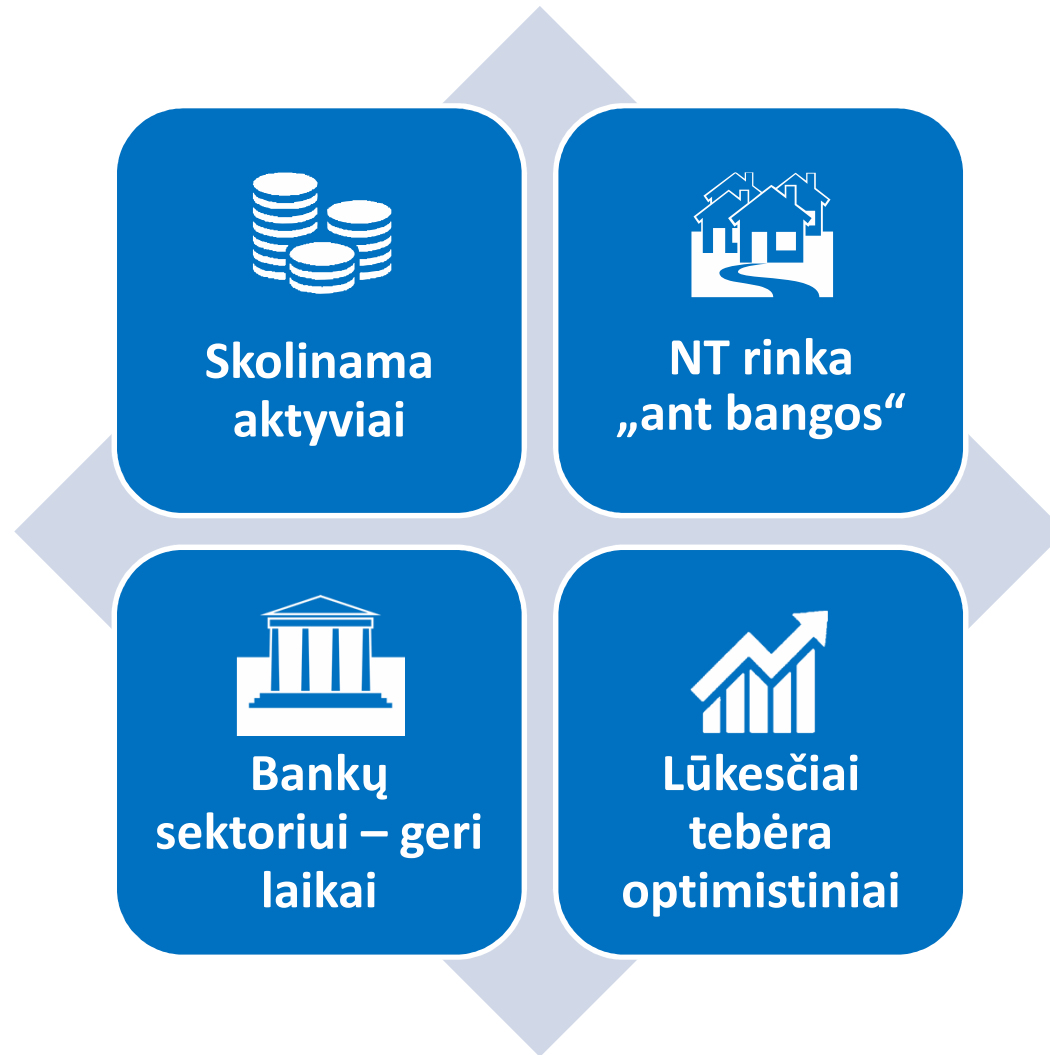 Skolinama
aktyviai
NT rinka
„ant bangos“
Bankų
sektoriui – geri
laikai
Lūkesčiai
tebėra
optimistiniai